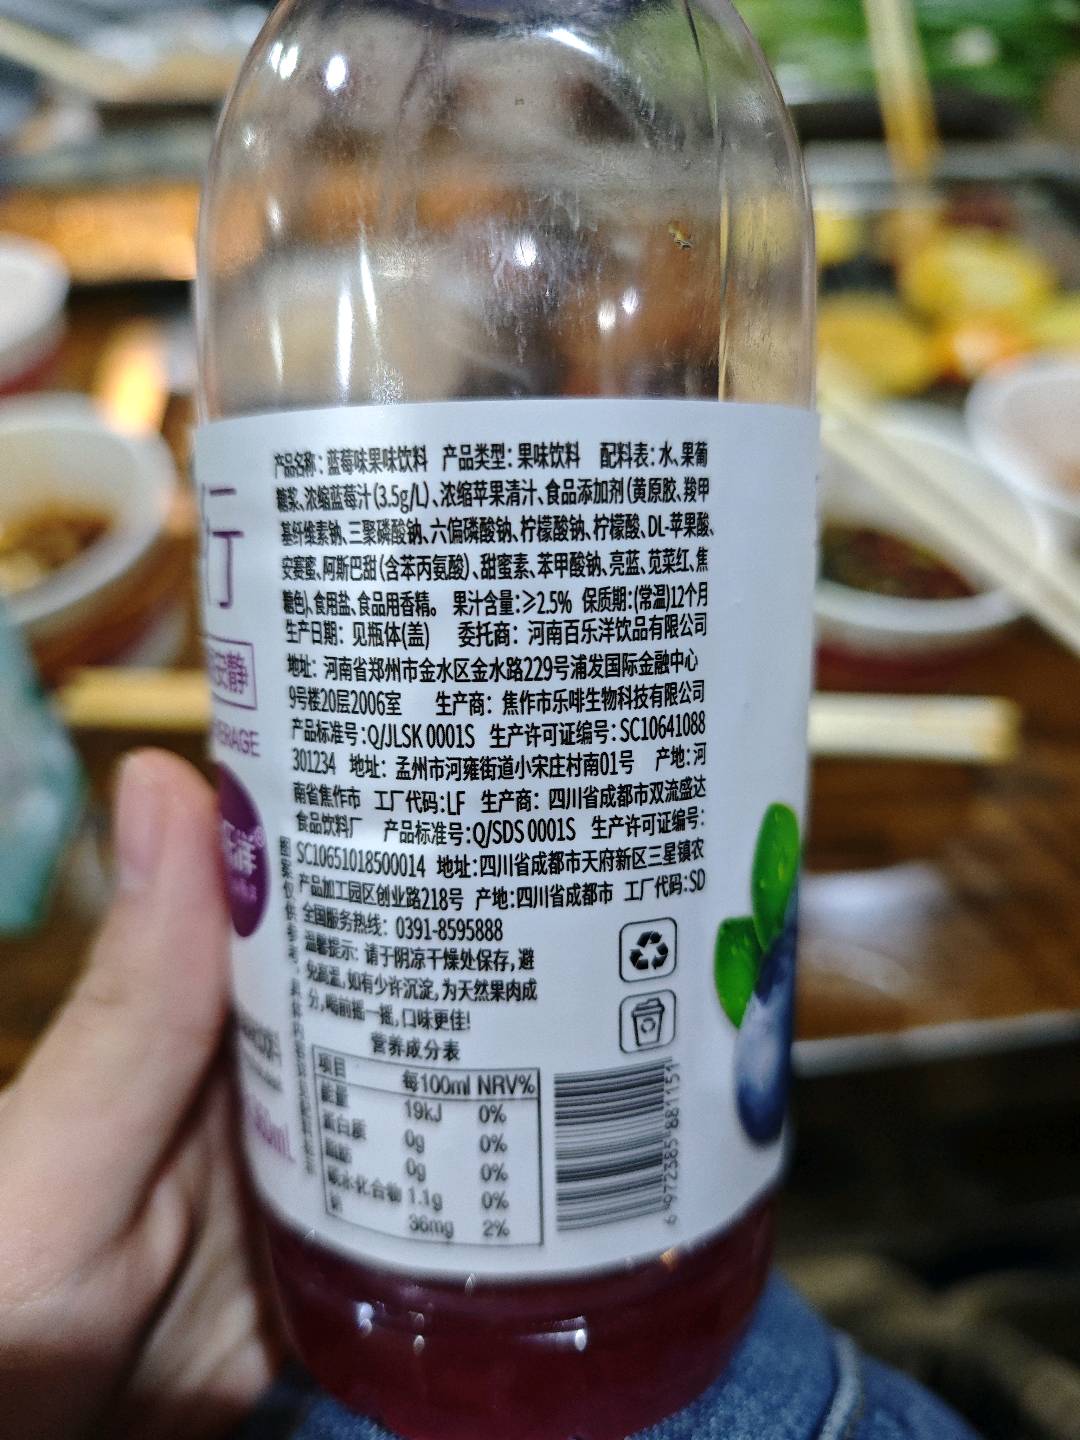 产品名称：蓝莓味果味饮料 产品类型：果味饮料 配料表：水、果葡
糖浆、浓缩蓝莓汁(3.5g/L)、浓缩苹果清汁、食品添加剂(黄原胶、羧甲
基纤维素钠、三聚磷酸钠、六偏磷酸钠、柠檬酸钠、柠檬酸、DL-苹果酸、
安赛蜜、阿斯巴甜(含苯丙氨酸)、甜蜜素、苯甲酸钠、亮蓝、苋菜红、焦
糖色)、食用盐、食品用香精。 果汁含量：≥2.5% 保质期：(常温)12个月
生产日期：见瓶体(盖) 委托商：河南百乐洋饮品有限公司
地址：河南省郑州市金水区金水路229号浦发国际金融中心
9号楼20层2006室 生产商：焦作市乐啡生物科技有限公司
产品标准号：Q/JLSK 0001S 生产许可证编号：SC10641088
301234 地址：孟州市河雍街道小宋庄村南01号 产地：河
南省焦作市 工厂代码：LF 生产商：四川省成都市双流盛达
食品饮料厂 产品标准号：Q/SDS 0001S 生产许可证编号：
SC10651018500014 地址：四川省成都市天府新区三星镇农
产品加工园区创业路218号 产地：四川省成都市 工厂代码：SD
全国服务热线：0391-8595888
温馨提示：请于阴凉干燥处保存，避
免高温，如有少许沉淀，为天然果肉成
分，喝前摇一摇，口味更佳！
营养成分表
项目 每100ml NRV%
能量 19kJ 0%
蛋白质 0g 0%
脂肪 0g 0%
碳水化合物 1.1g 0%
钠 36mg 2%
6 972385 881151
安静
ERAGE